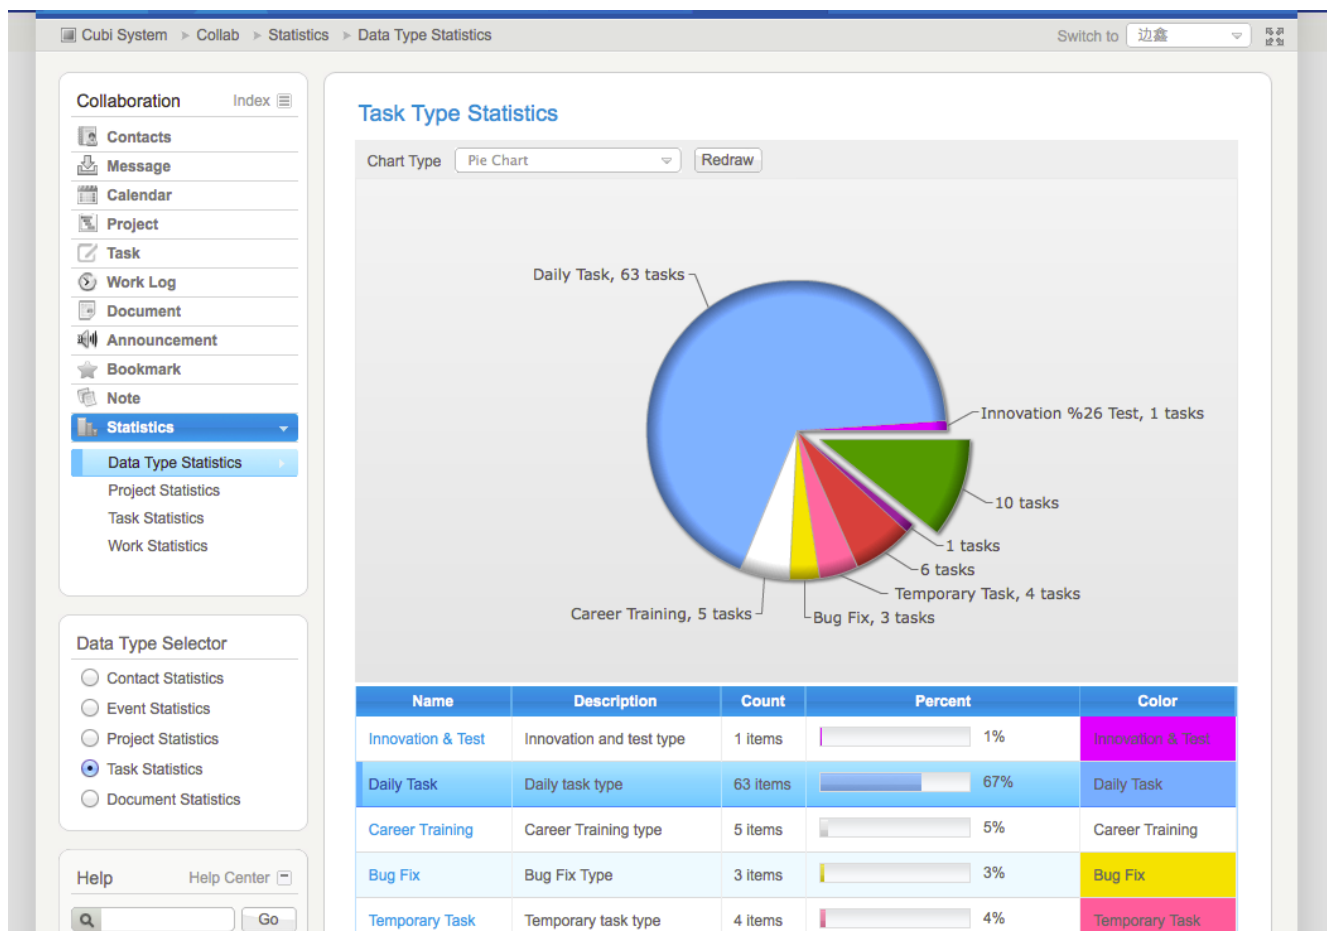 Cubi System Collab Statistics Data Type Statistics
Switch to 边鑫
Collaboration Index
Contacts
Message
Calendar
Project
Task
Work Log
Document
Announcement
Bookmark
Note
Statistics
Data Type Statistics
Project Statistics
Task Statistics
Work Statistics
Data Type Selector
Contact Statistics
Event Statistics
Project Statistics
Task Statistics
Document Statistics
Help Help Center
Go
Task Type Statistics
Chart Type Pie Chart Redraw
Daily Task, 63 tasks
Innovation %26 Test, 1 tasks
10 tasks
1 tasks
6 tasks
Temporary Task, 4 tasks
Career Training, 5 tasks
Bug Fix, 3 tasks
Name Description Count Percent Color
Innovation & Test Innovation and test type 1 items 1% Innovation & Test
Daily Task Daily task type 63 items 67% Daily Task
Career Training Career Training type 5 items 5% Career Training
Bug Fix Bug Fix Type 3 items 3% Bug Fix
Temporary Task Temporary task type 4 items 4% Temporary Task